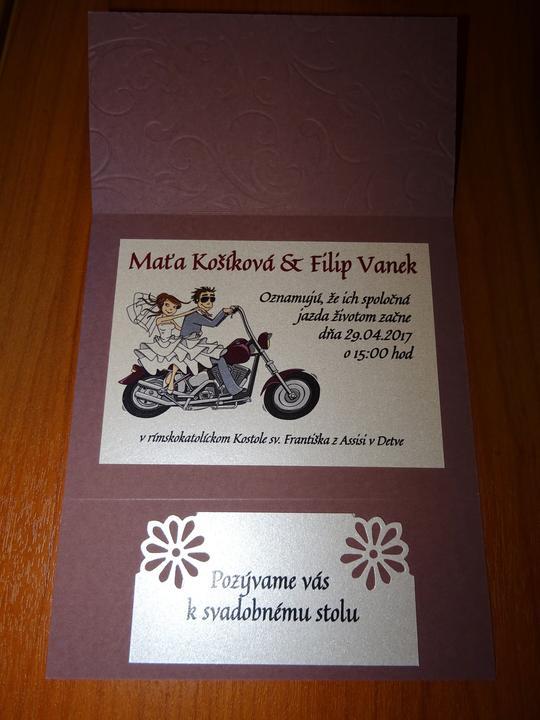 Maťa Košíková & Filip Vanek
Oznamujú, že ich spoločná
jazda životom začne
dňa 29.04.2017
o 15:00 hod
v rímskokatolíckom Kostole sv. Františka z Assisi v Detve
Pozývame vás
k svadobnému stolu